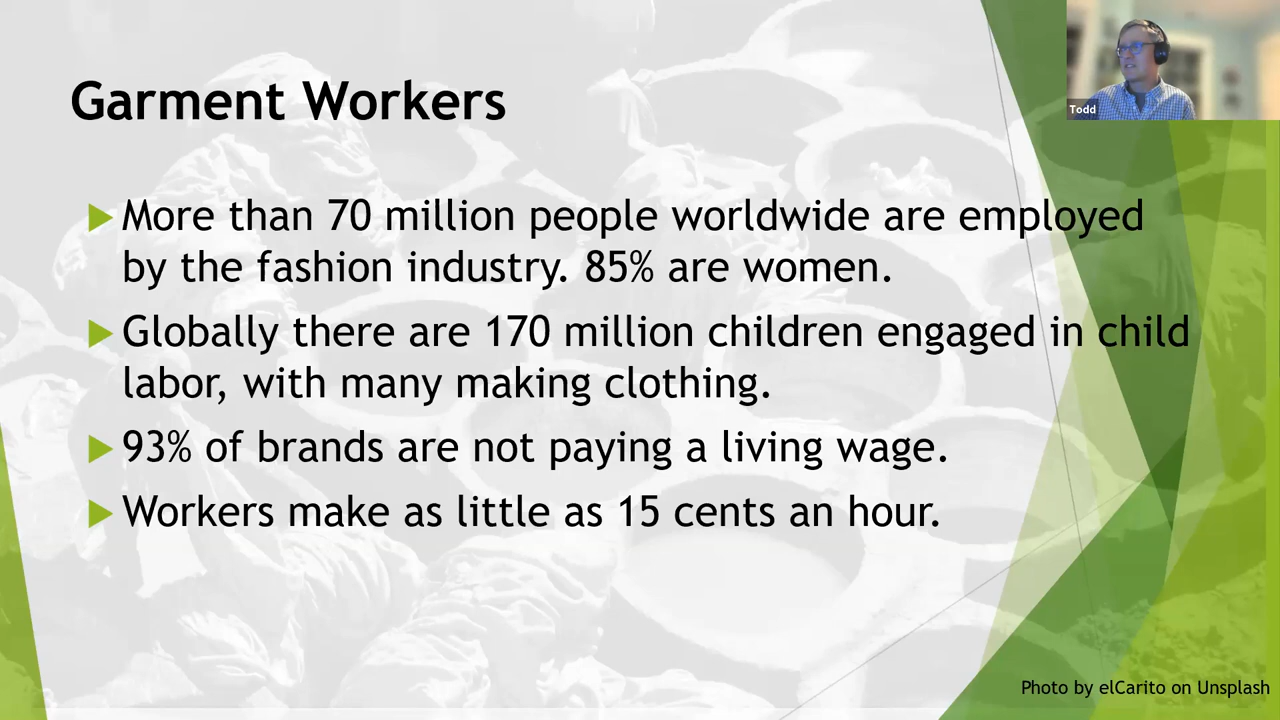 Garment Workers
Todd
More than 70 million people worldwide are employed
by the fashion industry. 85% are women.
Globally there are 170 million children engaged in child
labor, with many making clothing.
93% of brands are not paying a living wage.
Workers make as little as 15 cents an hour.
Photo by elCarito on Unsplash